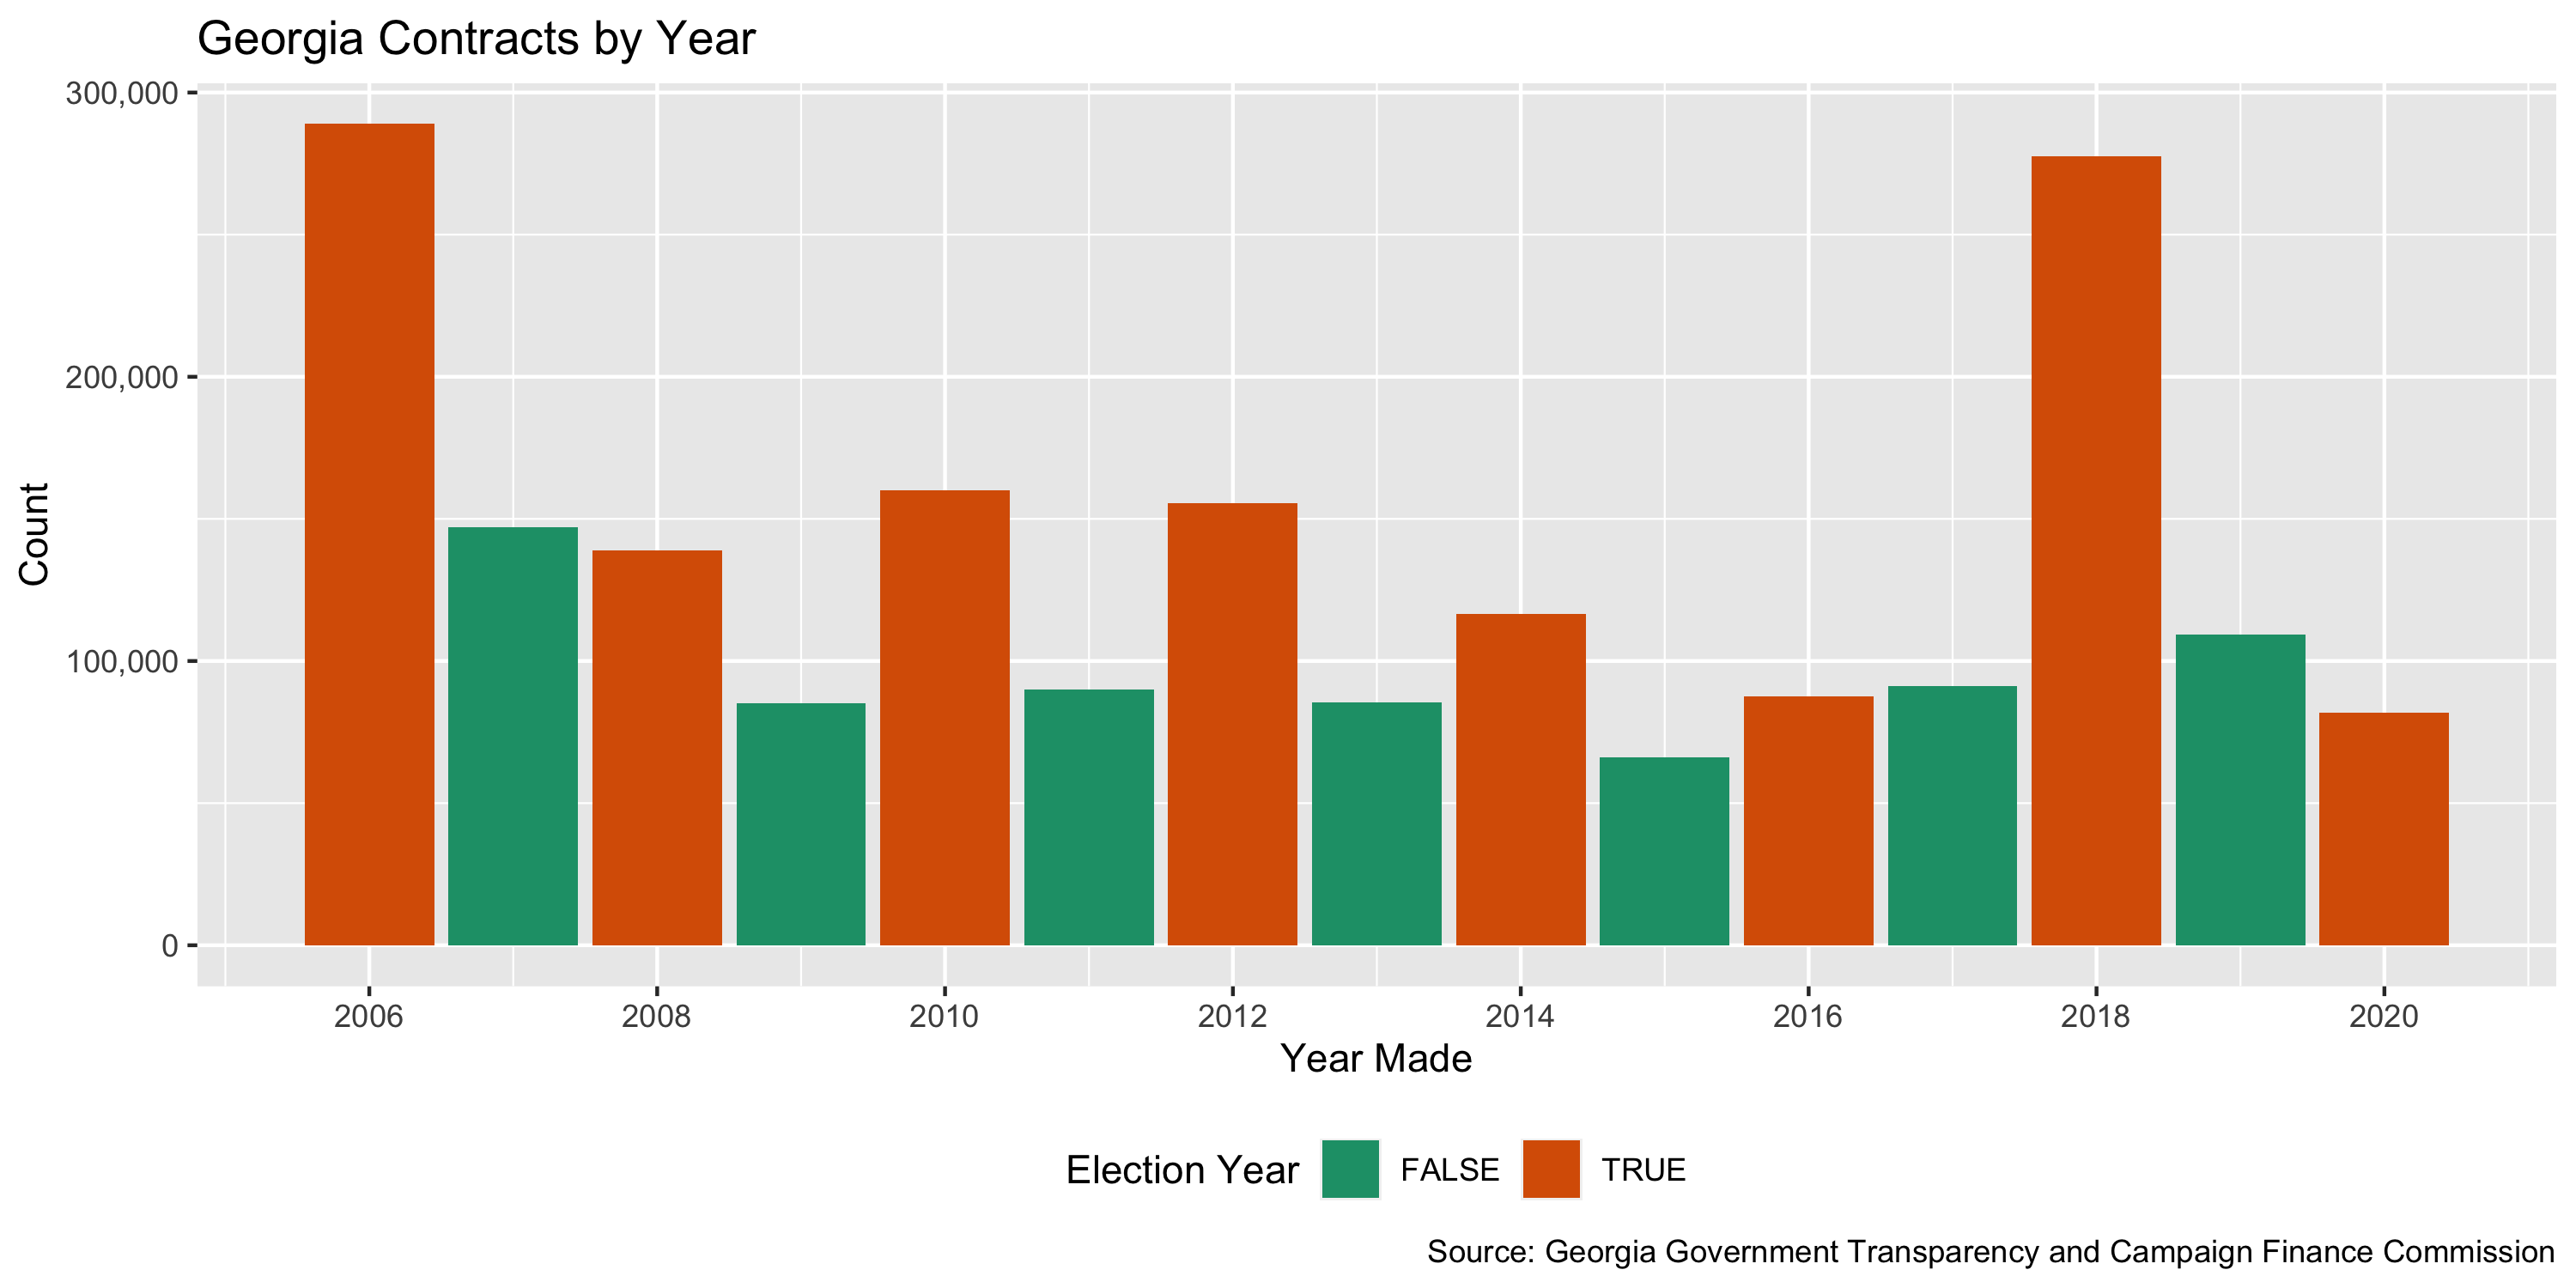 Georgia Contracts by Year
300,000
200,000
100,000
0
Count
2006 2008 2010 2012 2014 2016 2018 2020
Year Made
Election Year FALSE TRUE
Source: Georgia Government Transparency and Campaign Finance Commission